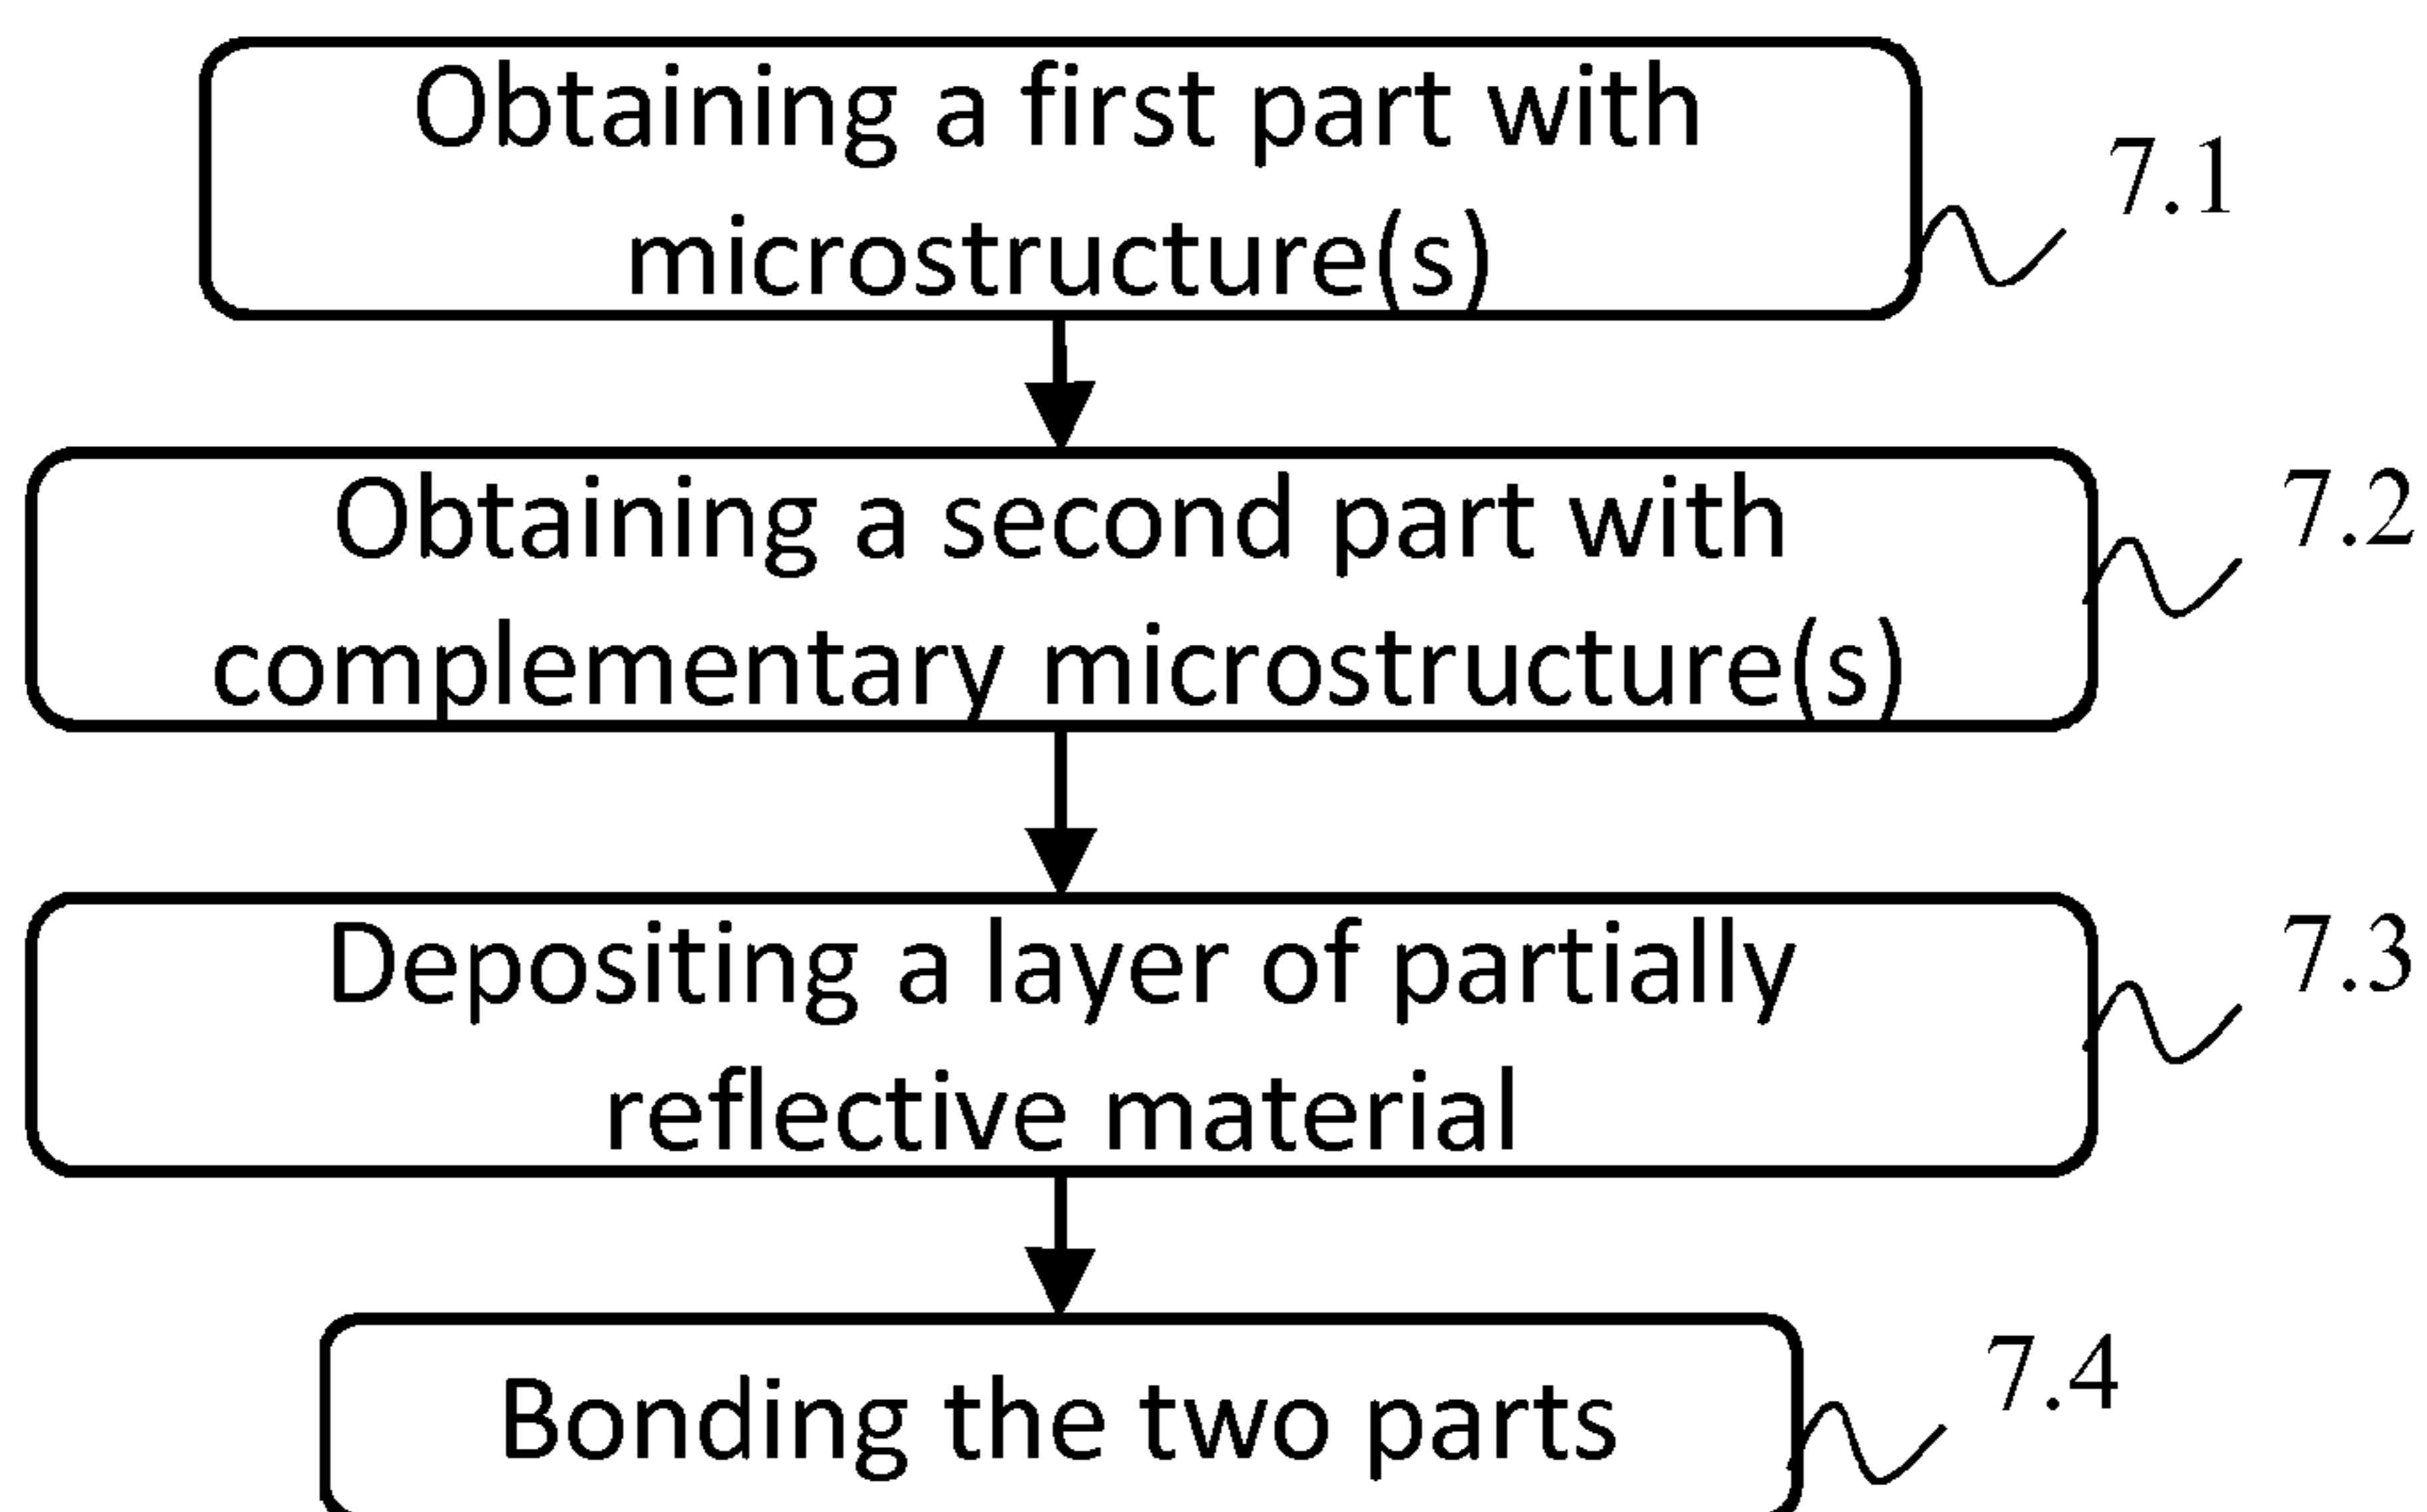 Obtaining a first part with
microstructure(s)
7.1
Obtaining a second part with
complementary microstructure(s)
7.2
Depositing a layer of partially
reflective material
7.3
Bonding the two parts
7.4